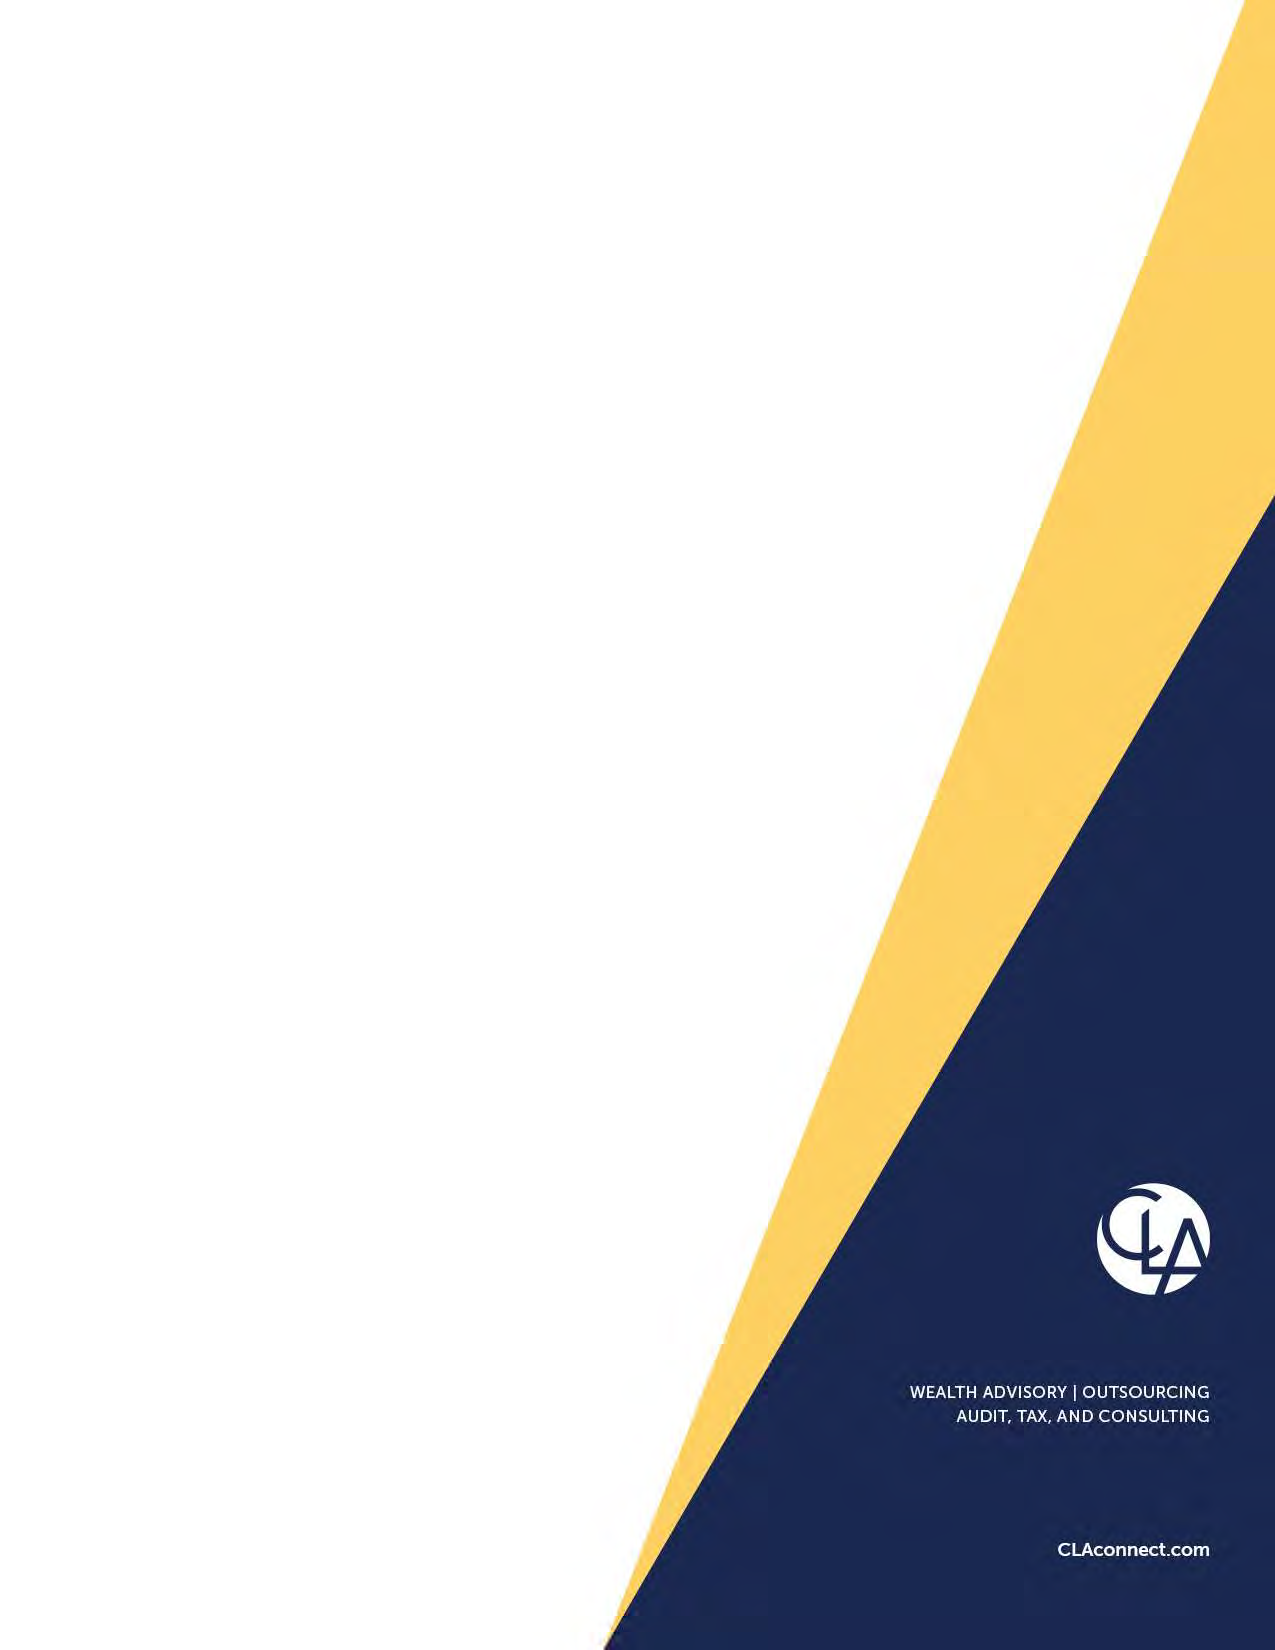 CLA
WEALTH ADVISORY | OUTSOURCING
AUDIT, TAX, AND CONSULTING
CLAconnect.com